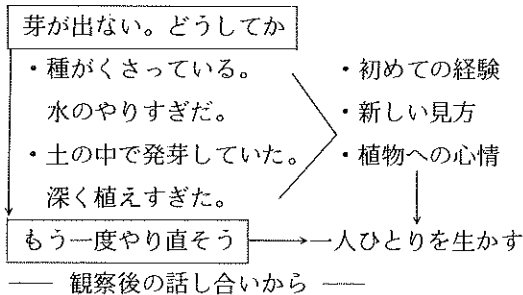 芽が出ない。どうしてか
・種がくさっている。
水のやりすぎだ。
・土の中で発芽していた。
深く植えすぎた。
・初めての経験
・新しい見方
・植物への心情
もう一度やり直そう
一人ひとりを生かす
── 観察後の話し合いから ──